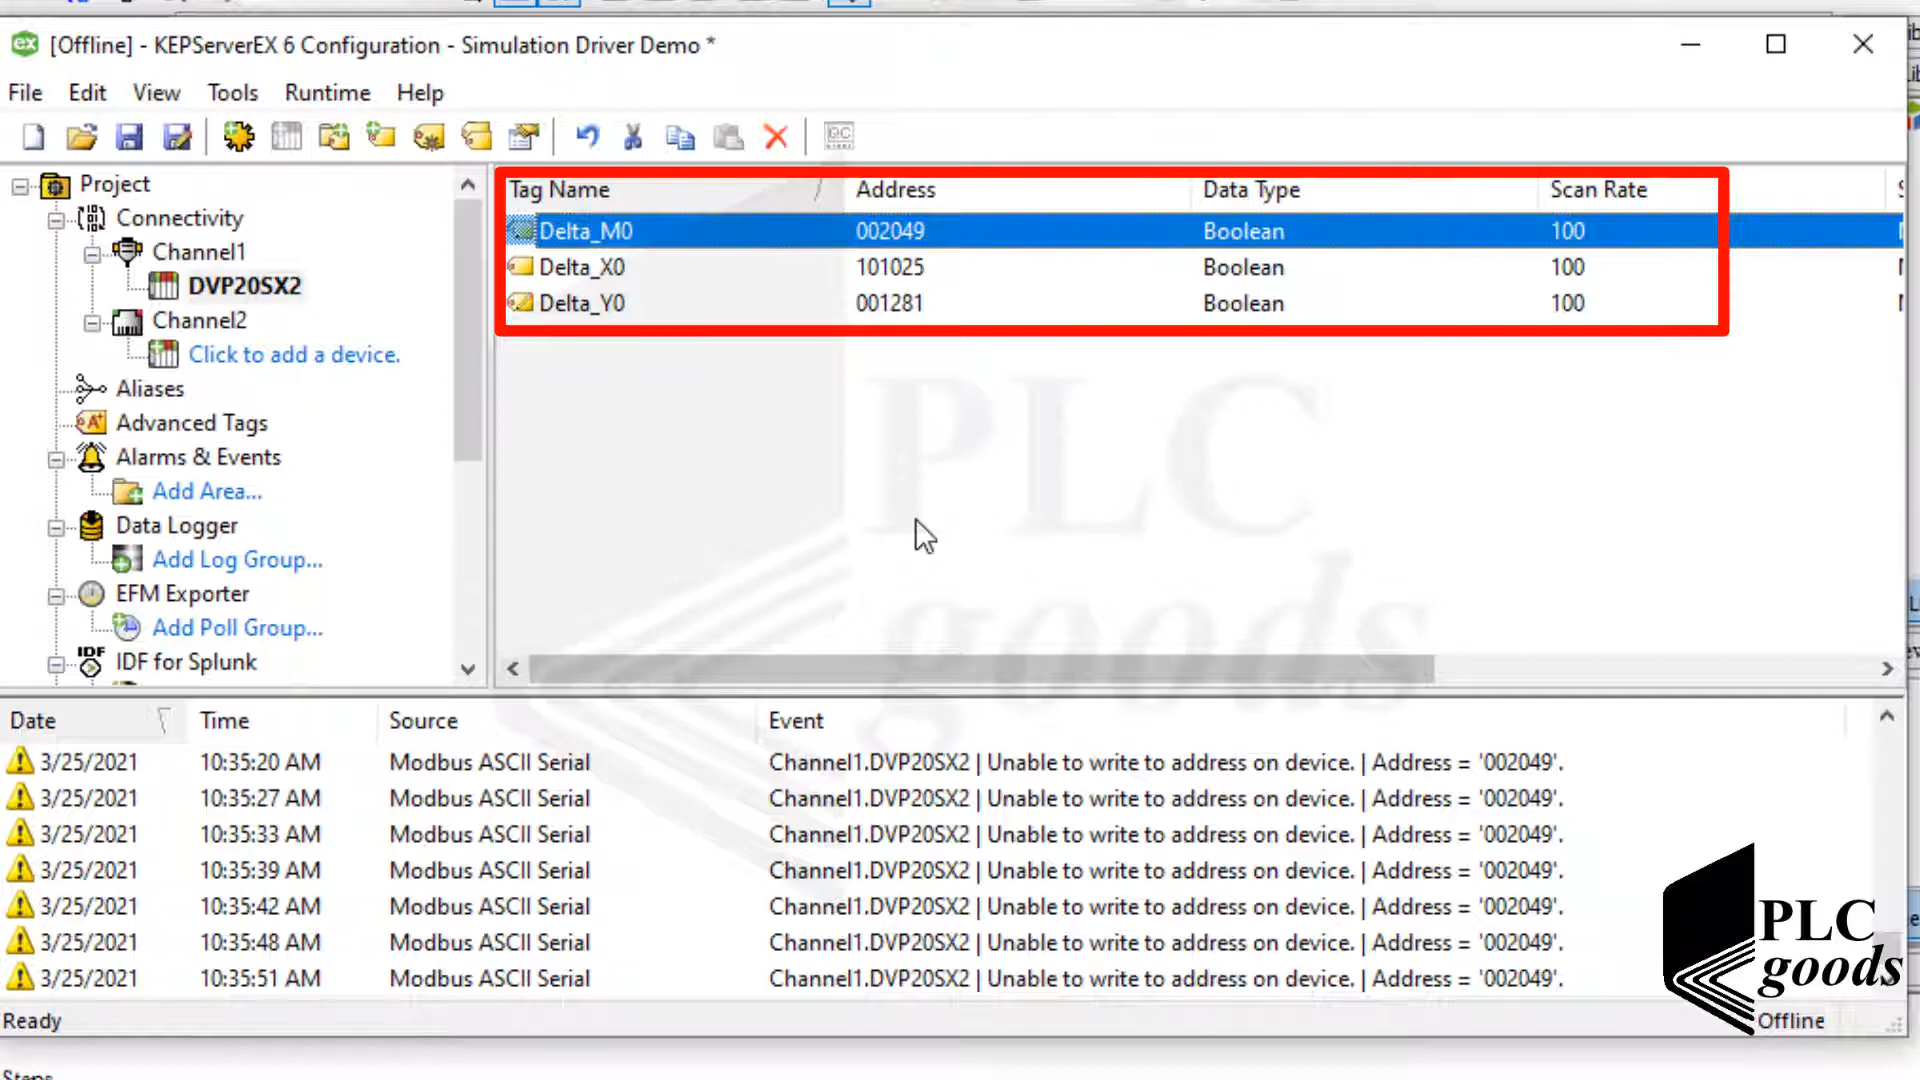 [Offline] - KEPServerEX 6 Configuration - Simulation Driver Demo *
File Edit View Tools Runtime Help
Project
Connectivity
Channel1
DVP20SX2
Channel2
Click to add a device.
Aliases
Advanced Tags
Alarms & Events
Add Area...
Data Logger
Add Log Group...
EFM Exporter
Add Poll Group...
IDF for Splunk
Tag Name Address Data Type Scan Rate
Delta_M0 002049 Boolean 100
Delta_X0 101025 Boolean 100
Delta_Y0 001281 Boolean 100
PLC
goods
Date Time Source Event
3/25/2021 10:35:20 AM Modbus ASCII Serial Channel1.DVP20SX2 | Unable to write to address on device. | Address = '002049'.
3/25/2021 10:35:27 AM Modbus ASCII Serial Channel1.DVP20SX2 | Unable to write to address on device. | Address = '002049'.
3/25/2021 10:35:33 AM Modbus ASCII Serial Channel1.DVP20SX2 | Unable to write to address on device. | Address = '002049'.
3/25/2021 10:35:39 AM Modbus ASCII Serial Channel1.DVP20SX2 | Unable to write to address on device. | Address = '002049'.
3/25/2021 10:35:42 AM Modbus ASCII Serial Channel1.DVP20SX2 | Unable to write to address on device. | Address = '002049'.
3/25/2021 10:35:48 AM Modbus ASCII Serial Channel1.DVP20SX2 | Unable to write to address on device. | Address = '002049'.
3/25/2021 10:35:51 AM Modbus ASCII Serial Channel1.DVP20SX2 | Unable to write to address on device. | Address = '002049'.
PLC
goods
Ready Offline